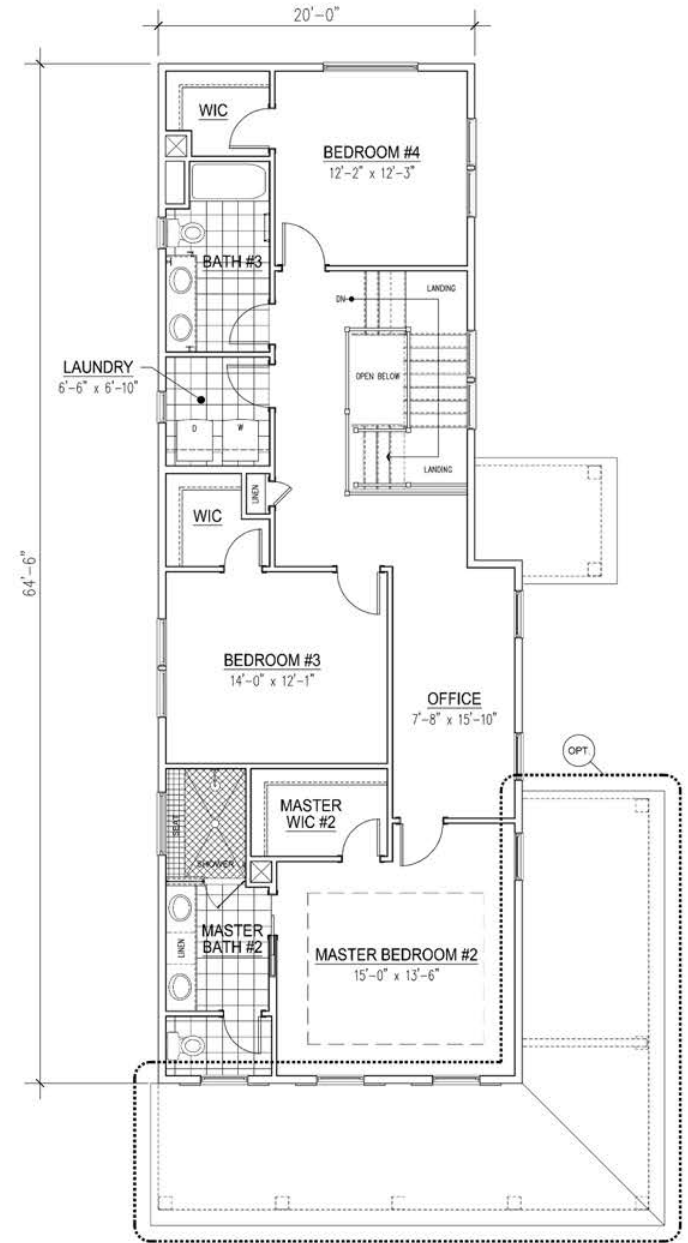 20'-0"
WIC
BEDROOM #4
12'-2" x 12'-3"
BATH #3
DN
LANDING
OPEN BELOW
LANDING
LAUNDRY
6'-6" x 6'-10"
D
W
LINEN
WIC
64'-6"
BEDROOM #3
14'-0" x 12'-1"
OFFICE
7'-8" x 15'-10"
OPT.
MASTER
WIC #2
SEAT
SHOWER
MASTER
BATH #2
LINEN
MASTER BEDROOM #2
15'-0" x 13'-6"